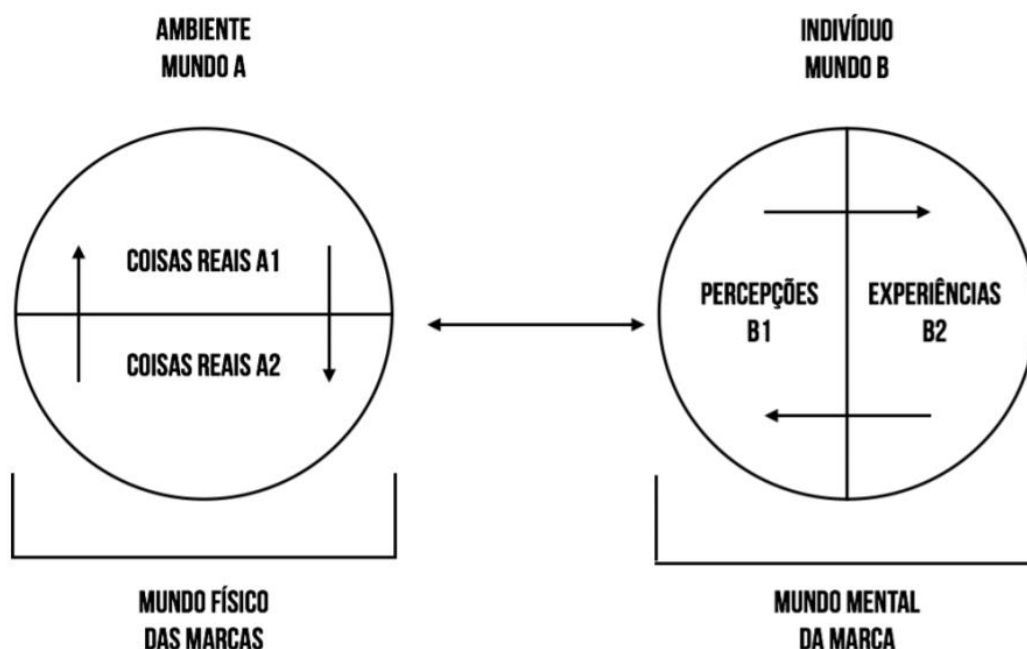 AMBIENTE
MUNDO A
INDIVÍDUO
MUNDO B
COISAS REAIS A1
COISAS REAIS A2
PERCEPÇÕES
B1
EXPERIÊNCIAS
B2
MUNDO FÍSICO
DAS MARCAS
MUNDO MENTAL
DA MARCA